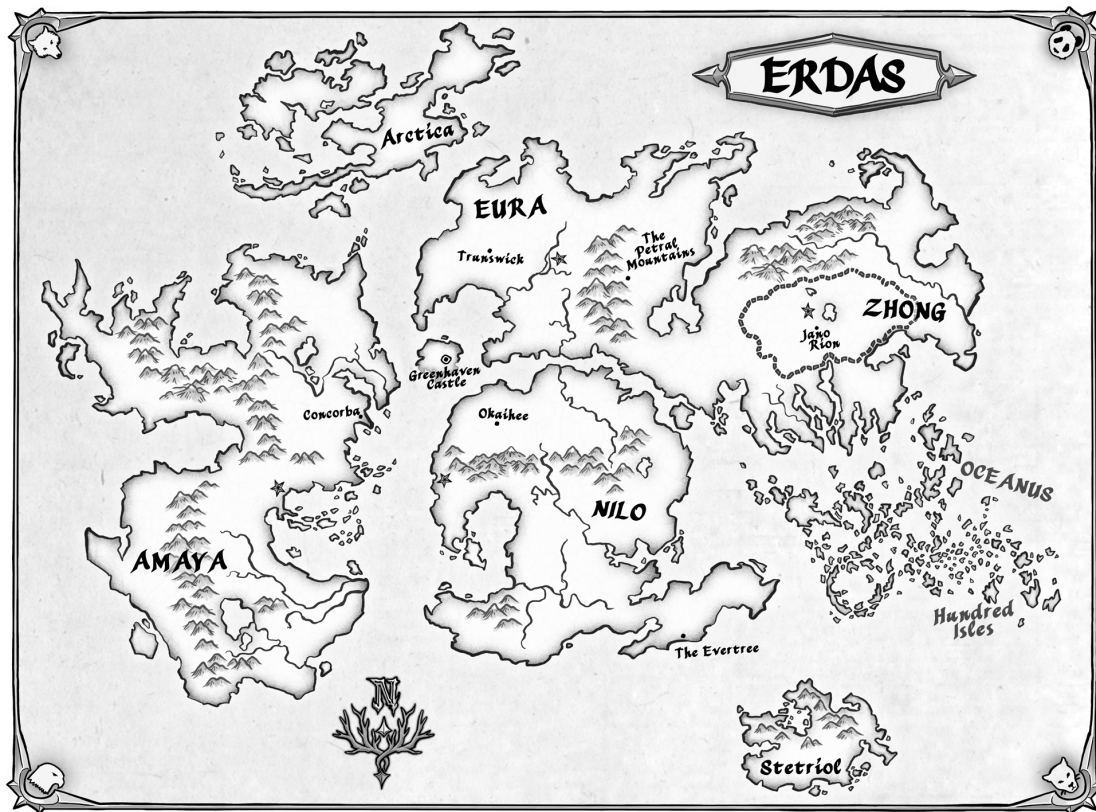 ERDAS
Arctica
EURA
Trunswick
The
Petral
Mountains
ZHONG
Jano
Rion
Greenhaven
Castle
Concorba
Okaihee
OCEANUS
NILO
AMAYA
Hundred
Isles
The Evertree
N
Stetriol